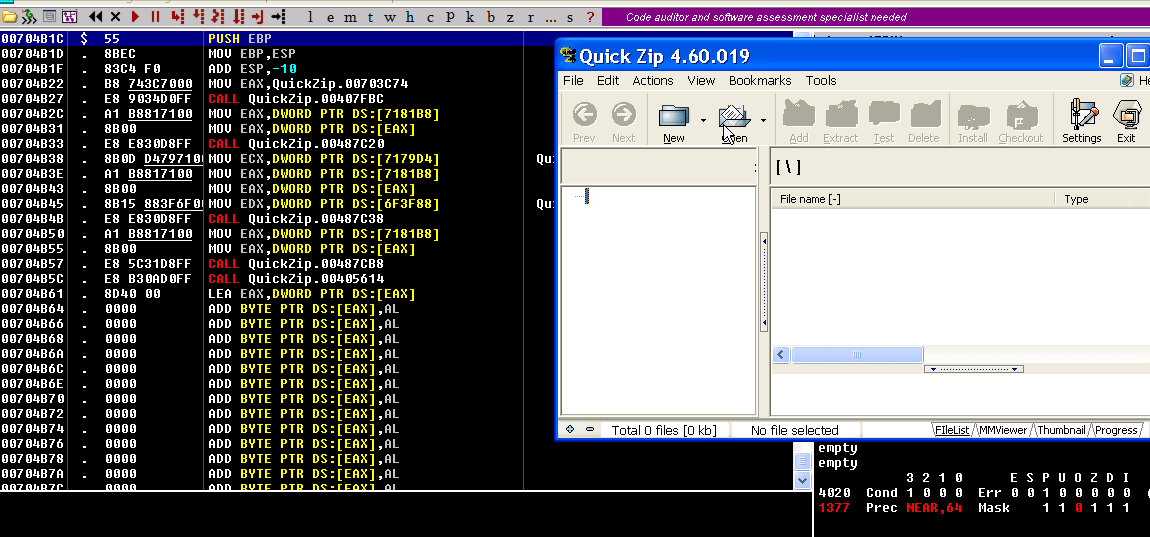 l e m t w h c P k b z r ... s ?
Code auditor and software assessment specialist needed
00704B1C $ 55 PUSH EBP
00704B1D . 8BEC MOV EBP,ESP
00704B1F . 83C4 F0 ADD ESP,-10
00704B22 . B8 743C7000 MOV EAX,QuickZip.00703C74
00704B27 . E8 9034D0FF CALL QuickZip.00407FBC
00704B2C . A1 B8817100 MOV EAX,DWORD PTR DS:[7181B8]
00704B31 . 8B00 MOV EAX,DWORD PTR DS:[EAX]
00704B33 . E8 E830D8FF CALL QuickZip.00487C20
00704B38 . 8B0D D4797100 MOV ECX,DWORD PTR DS:[7179D4] Qu
00704B3E . A1 B8817100 MOV EAX,DWORD PTR DS:[7181B8]
00704B43 . 8B00 MOV EAX,DWORD PTR DS:[EAX]
00704B45 . 8B15 883F6F00 MOV EDX,DWORD PTR DS:[6F3F88] Qu
00704B4B . E8 E830D8FF CALL QuickZip.00487C38
00704B50 . A1 B8817100 MOV EAX,DWORD PTR DS:[7181B8]
00704B55 . 8B00 MOV EAX,DWORD PTR DS:[EAX]
00704B57 . E8 5C31D8FF CALL QuickZip.00487CB8
00704B5C . E8 B30AD0FF CALL QuickZip.00405614
00704B61 . 8D40 00 LEA EAX,DWORD PTR DS:[EAX]
00704B64 . 0000 ADD BYTE PTR DS:[EAX],AL
00704B66 . 0000 ADD BYTE PTR DS:[EAX],AL
00704B68 . 0000 ADD BYTE PTR DS:[EAX],AL
00704B6A . 0000 ADD BYTE PTR DS:[EAX],AL
00704B6C . 0000 ADD BYTE PTR DS:[EAX],AL
00704B6E . 0000 ADD BYTE PTR DS:[EAX],AL
00704B70 . 0000 ADD BYTE PTR DS:[EAX],AL
00704B72 . 0000 ADD BYTE PTR DS:[EAX],AL
00704B74 . 0000 ADD BYTE PTR DS:[EAX],AL
00704B76 . 0000 ADD BYTE PTR DS:[EAX],AL
00704B78 . 0000 ADD BYTE PTR DS:[EAX],AL
00704B7A . 0000 ADD BYTE PTR DS:[EAX],AL
00704B7C . 0000 ADD BYTE PTR DS:[EAX],AL
Quick Zip 4.60.019
File Edit Actions View Bookmarks Tools He
Prev Next New Open Add Extract Test Delete Install Checkout Settings Exit
: [ \ ]
File name [-] Type
Total 0 files [0 kb] No file selected FIleList MMViewer Thumbnail Progress
empty
empty
3 2 1 0 E S P U O Z D I
4020 Cond 1 0 0 0 Err 0 0 1 0 0 0 0 0
1377 Prec NEAR,64 Mask 1 1 0 1 1 1